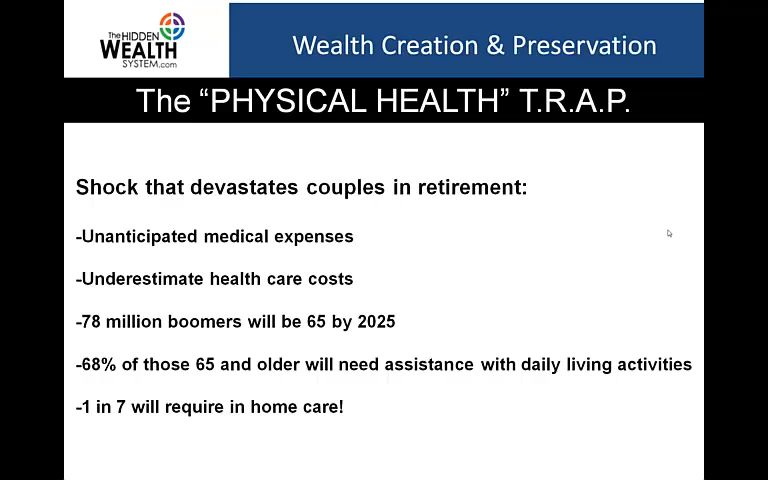 The HIDDEN
WEALTH
SYSTEM.com
Wealth Creation & Preservation
The “PHYSICAL HEALTH” T.R.A.P.
Shock that devastates couples in retirement:
-Unanticipated medical expenses
-Underestimate health care costs
-78 million boomers will be 65 by 2025
-68% of those 65 and older will need assistance with daily living activities
-1 in 7 will require in home care!